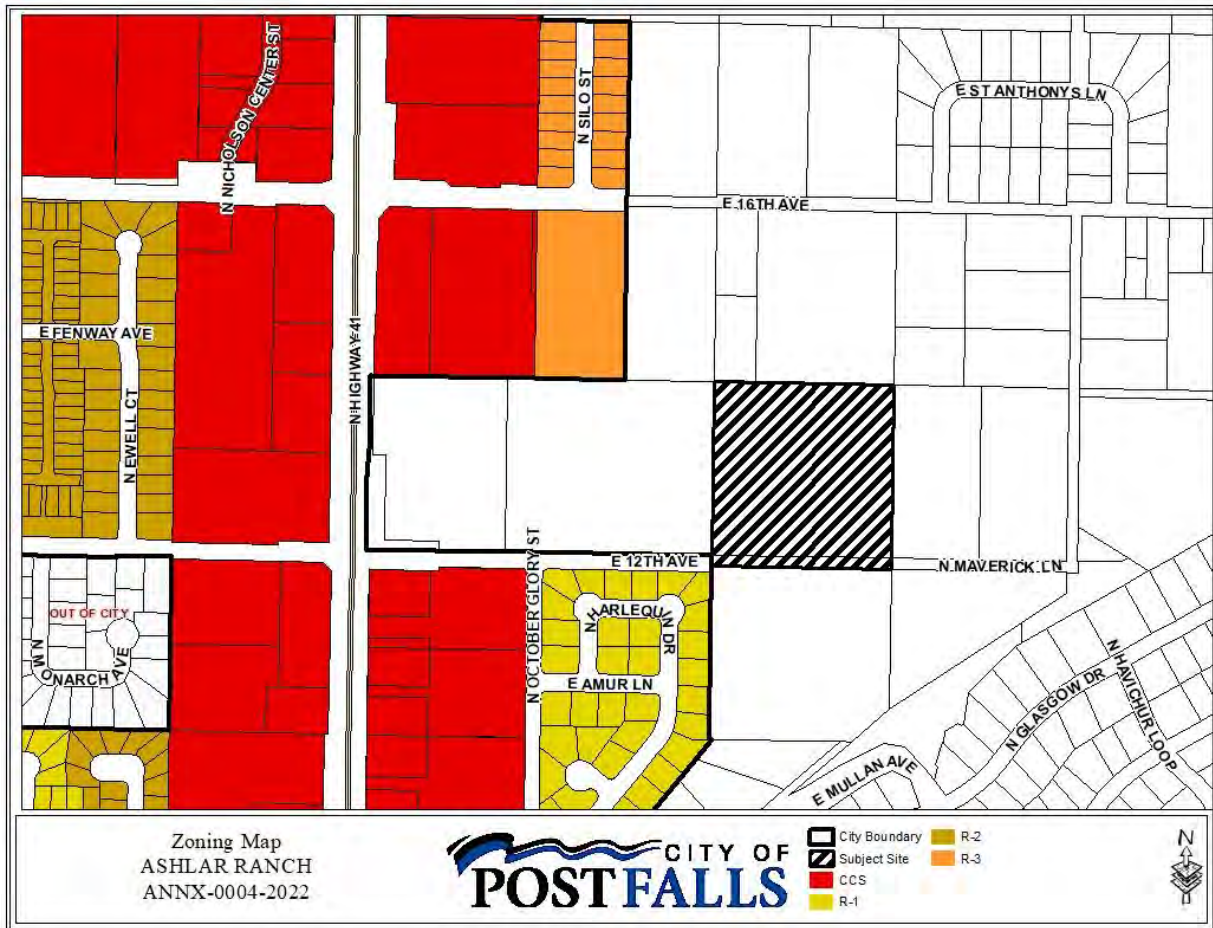 N NICHOLSON CENTER ST
N SILO ST
E ST ANTHONYS LN
E 16TH AVE
E FENWAY AVE
N EWELL CT
N HIGHWAY 41
N OCTOBER GLORY ST
E 12TH AVE
N MAVERICK LN
OUT OF CITY
N MONARCH AVE
N HARLEQUIN DR
E AMUR LN
N GLASGOW DR
N HAVICHUR LOOP
E MULLAN AVE
Zoning Map
ASHLAR RANCH
ANNX-0004-2022
CITY OF
POST FALLS
City Boundary
Subject Site
CCS
R-1
R-2
R-3
N